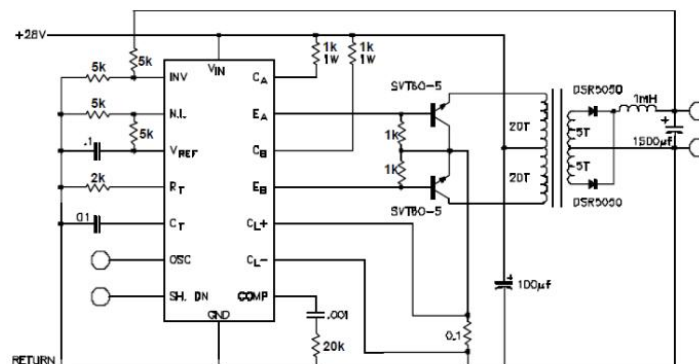 +28V
5k
5k
INV
VIN
CA
1k
1W
1k
1W
SVT60-5
DSR5050
1mH
5k
N.I.
EA
20T
5T
+
1500µf
.1
5k
VREF
CB
1k
2k
RT
EB
1k
20T
5T
0.1
CT
CL+
SVT60-5
DSR5050
OSC
CL-
+
100µf
SH. DN
COMP
.001
0.1
GND
20k
RETURN